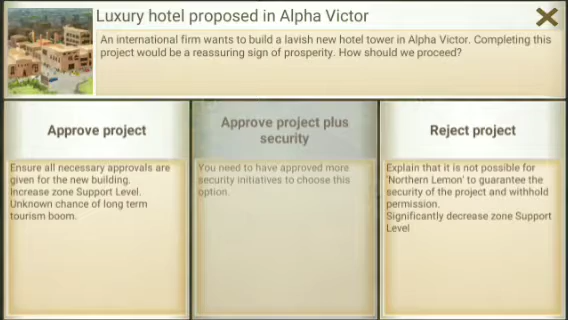 Luxury hotel proposed in Alpha Victor
An international firm wants to build a lavish new hotel tower in Alpha Victor. Completing this
project would be a reassuring sign of prosperity. How should we proceed?
Approve project
Ensure all necessary approvals are
given for the new building.
Increase zone Support Level.
Unknown chance of long term
tourism boom.
Approve project plus
security
You need to have approved more
security initiatives to choose this
option.
Reject project
Explain that it is not possible for
'Northern Lemon' to guarantee the
security of the project and withhold
permission.
Significantly decrease zone Support
Level